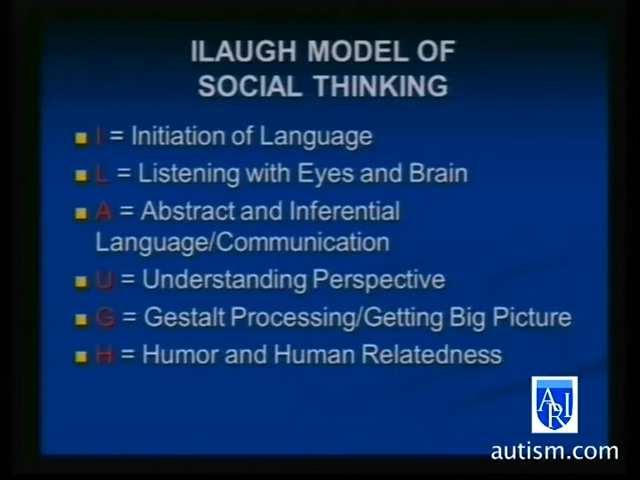 ILAUGH MODEL OF
SOCIAL THINKING
I = Initiation of Language
L = Listening with Eyes and Brain
A = Abstract and Inferential
Language/Communication
U = Understanding Perspective
G = Gestalt Processing/Getting Big Picture
H = Humor and Human Relatedness
ARI
autism.com